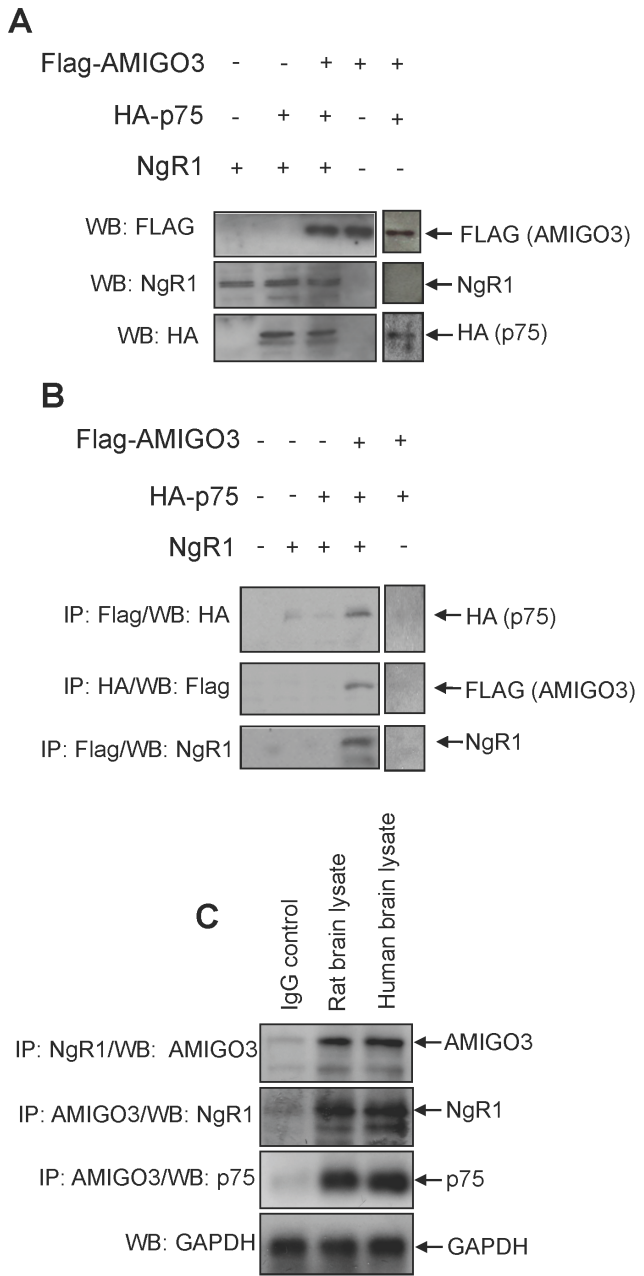 A
Flag-AMIGO3 - - + + +
HA-p75 - + + - +
NgR1 + + + - -
WB: FLAG FLAG (AMIGO3)
WB: NgR1 NgR1
WB: HA HA (p75)
B
Flag-AMIGO3 - - - + +
HA-p75 - - + + +
NgR1 - + + + -
IP: Flag/WB: HA HA (p75)
IP: HA/WB: Flag FLAG (AMIGO3)
IP: Flag/WB: NgR1 NgR1
C
IgG control
Rat brain lysate
Human brain lysate
IP: NgR1/WB: AMIGO3 AMIGO3
IP: AMIGO3/WB: NgR1 NgR1
IP: AMIGO3/WB: p75 p75
WB: GAPDH GAPDH